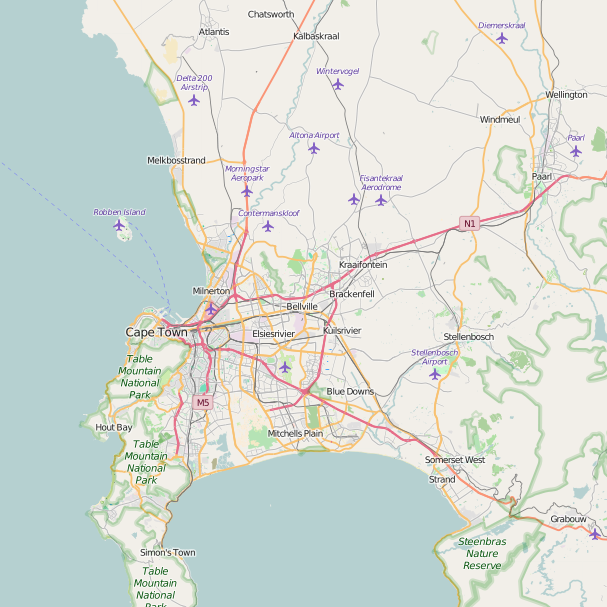 Chatsworth
Diemerskraal
Atlantis
Kalbaskraal
Delta 200
Airstrip
Wintervogel
Wellington
Windmeul
Altona Airport
Paarl
Melkbosstrand
Morningstar
Aeropark
Fisantekraal
Aerodrome
Paarl
Robben Island
Contermanskloof
N1
Kraaifontein
Milnerton
Brackenfell
Bellville
Cape Town
Elsiesrivier
Kuilsrivier
Stellenbosch
Table
Mountain
National
Park
Stellenbosch
Airport
Blue Downs
M5
Hout Bay
Mitchells Plain
Table
Mountain
National
Park
Somerset West
Strand
Grabouw
Simon's Town
Steenbras
Nature
Reserve
Table
Mountain
National
Park